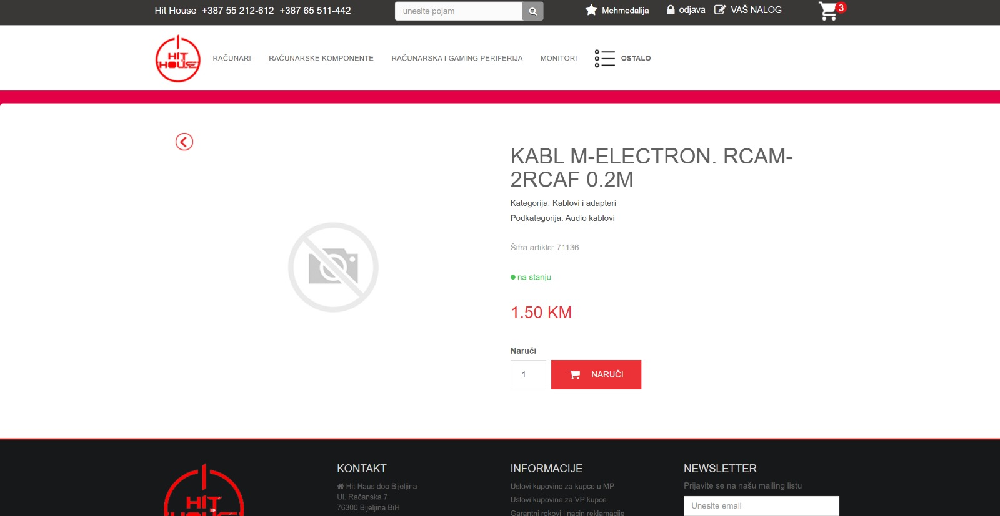 Hit House +387 55 212-612 +387 65 511-442
unesite pojam
Mehmedalija
odjava
VAŠ NALOG
3
HIT
HOUSE
RAČUNARI
RAČUNARSKE KOMPONENTE
RAČUNARSKA I GAMING PERIFERIJA
MONITORI
OSTALO
KABL M-ELECTRON. RCAM-
2RCAF 0.2M
Kategorija: Kablovi i adapteri
Podkategorija: Audio kablovi
Šifra artikla: 71136
na stanju
1.50 KM
Naruči
1
NARUČI
HIT
HOUSE
KONTAKT
Hit Haus doo Bijeljina
Ul. Račanska 7
76300 Bijeljina BiH
INFORMACIJE
Uslovi kupovine za kupce u MP
Uslovi kupovine za VP kupce
Garantni rokovi i nacin reklamacije
NEWSLETTER
Prijavite se na našu mailing listu
Unesite email